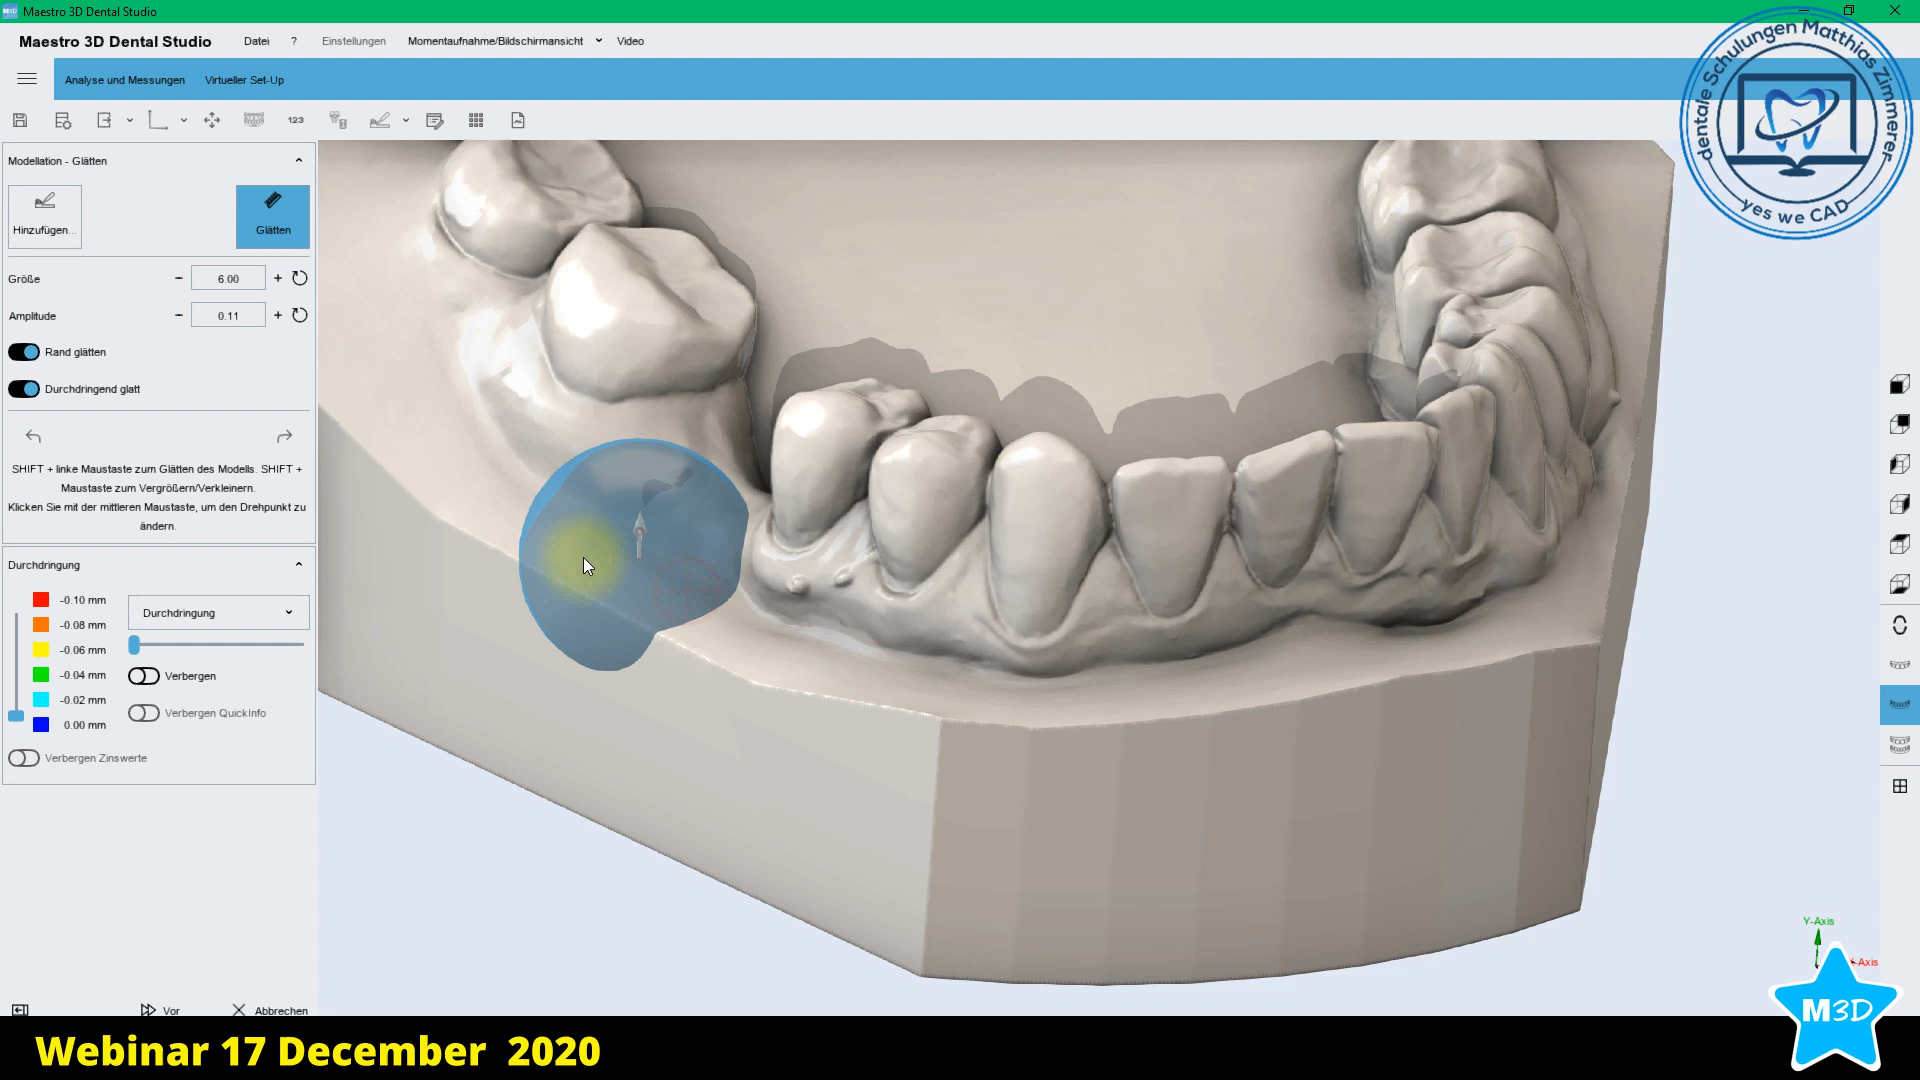 Maestro 3D Dental Studio
Maestro 3D Dental Studio
Datei
?
Einstellungen
Momentaufnahme/Bildschirmansicht
Video
Analyse und Messungen
Virtueller Set-Up
123
Modellation - Glätten
Hinzufügen...
Glätten
Größe
-
6.00
+
Amplitude
-
0.11
+
Rand glätten
Durchdringend glatt
SHIFT + linke Maustaste zum Glätten des Modells. SHIFT +
Maustaste zum Vergrößern/Verkleinern.
Klicken Sie mit der mittleren Maustaste, um den Drehpunkt zu
ändern.
Durchdringung
-0.10 mm
-0.08 mm
-0.06 mm
-0.04 mm
-0.02 mm
0.00 mm
Durchdringung
Verbergen
Verbergen QuickInfo
Verbergen Zinswerte
Vor
Abbrechen
dentale Schulungen Matthias Zimmerer
yes we CAD
Y-Axis
-Axis
M3D
Webinar 17 December 2020